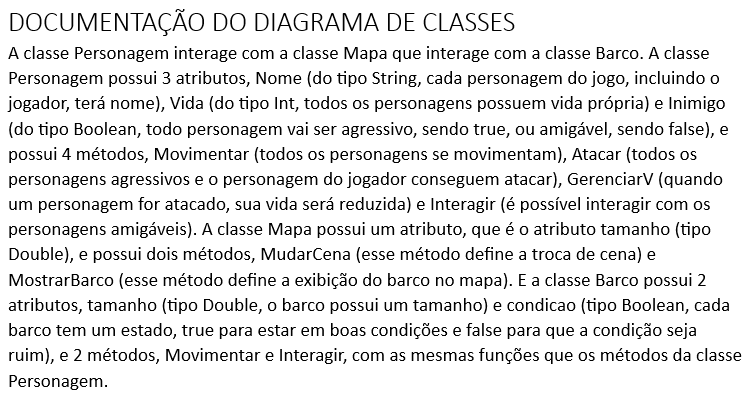 DOCUMENTAÇÃO DO DIAGRAMA DE CLASSES
A classe Personagem interage com a classe Mapa que interage com a classe Barco. A classe
Personagem possui 3 atributos, Nome (do tipo String, cada personagem do jogo, incluindo o
jogador, terá nome), Vida (do tipo Int, todos os personagens possuem vida própria) e Inimigo
(do tipo Boolean, todo personagem vai ser agressivo, sendo true, ou amigável, sendo false), e
possui 4 métodos, Movimentar (todos os personagens se movimentam), Atacar (todos os
personagens agressivos e o personagem do jogador conseguem atacar), GerenciarV (quando
um personagem for atacado, sua vida será reduzida) e Interagir (é possível interagir com os
personagens amigáveis). A classe Mapa possui um atributo, que é o atributo tamanho (tipo
Double), e possui dois métodos, MudarCena (esse método define a troca de cena) e
MostrarBarco (esse método define a exibição do barco no mapa). E a classe Barco possui 2
atributos, tamanho (tipo Double, o barco possui um tamanho) e condicao (tipo Boolean, cada
barco tem um estado, true para estar em boas condições e false para que a condição seja
ruim), e 2 métodos, Movimentar e Interagir, com as mesmas funções que os métodos da classe
Personagem.